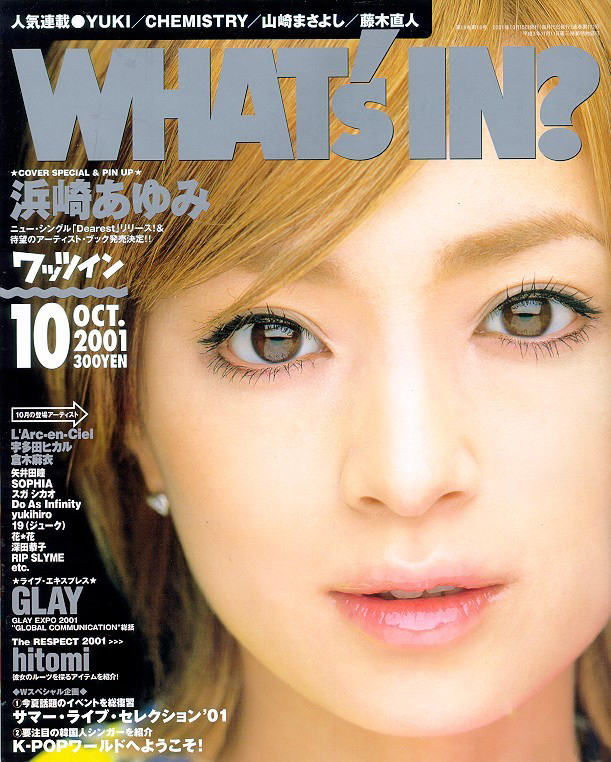 人気連載●YUKI／CHEMISTRY／山崎まさよし／藤木直人
WHAT's IN?
★COVER SPECIAL & PIN UP★
浜崎あゆみ
ニュー・シングル「Dearest」リリース!&
待望のアーティスト・ブック発売決定!!
ワッツイン
10 OCT.
2001
300YEN
10月の登場アーティスト
L'Arc-en-Ciel
宇多田ヒカル
倉木麻衣
矢井田瞳
SOPHIA
スガ シカオ
Do As Infinity
yukihiro
19（ジューク）
花*花
深田恭子
RIP SLYME
etc.
★ライブ・エキスプレス★
GLAY
GLAY EXPO 2001
"GLOBAL COMMUNICATION"総括
The RESPECT 2001 >>>
hitomi
彼女のルーツを探るアイテムを紹介!
◆Wスペシャル企画◆
①今夏話題のイベントを総復習
サマー・ライブ・セレクション'01
②要注目の韓国人シンガーを紹介
K-POPワールドへようこそ!